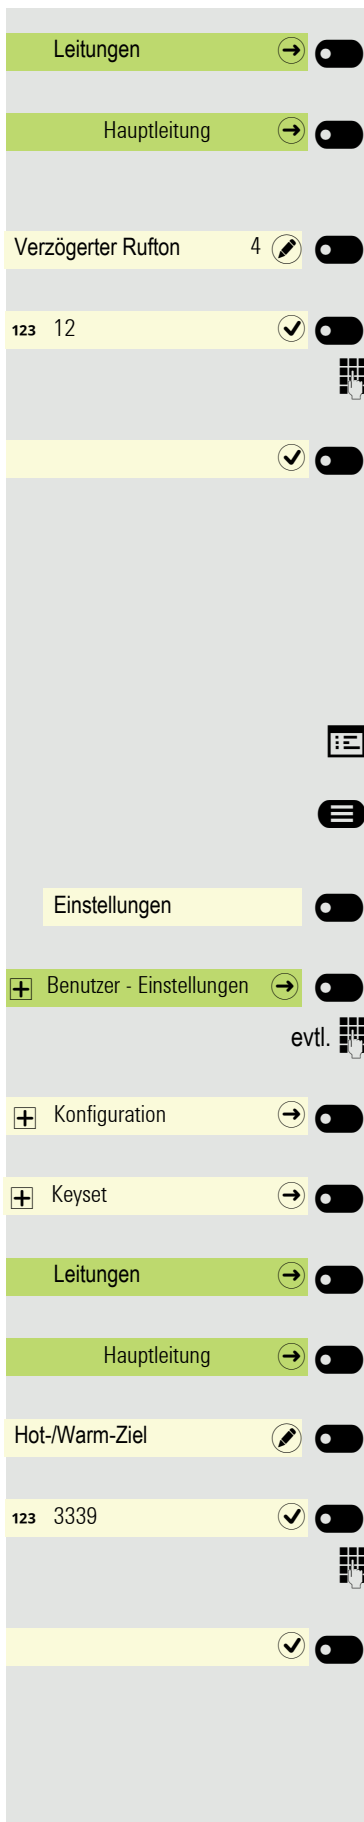 Leitungen
Hauptleitung
Verzögerter Rufton 4
123 12
Einstellungen
Benutzer - Einstellungen
evtl.
Konfiguration
Keyset
Leitungen
Hauptleitung
Hot-/Warm-Ziel
123 3339